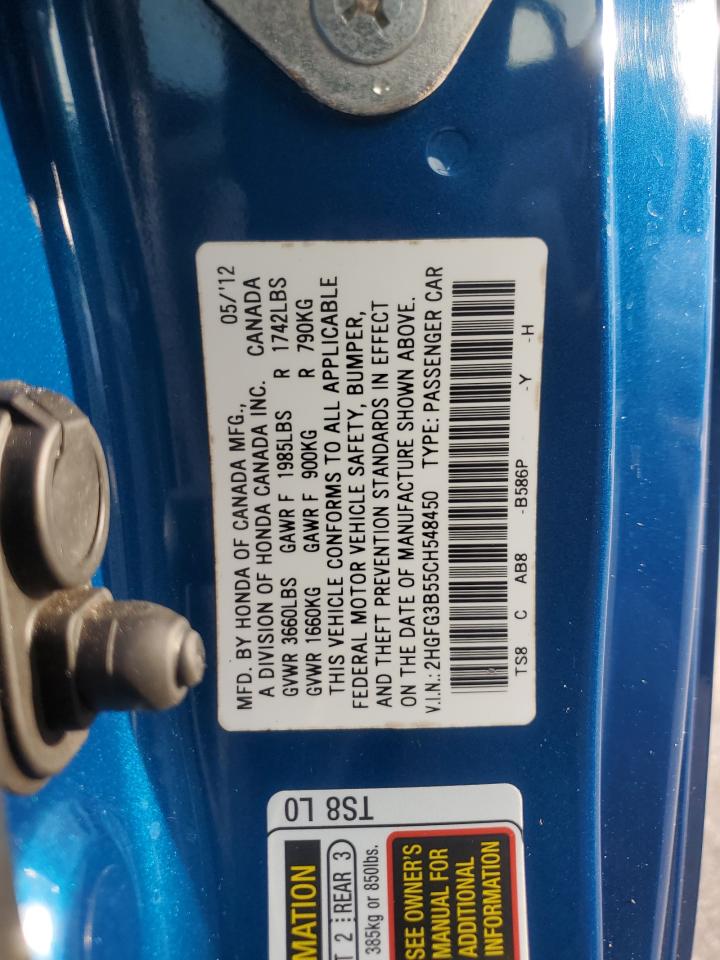 MFD. BY HONDA OF CANADA MFG., 05/'12
A DIVISION OF HONDA CANADA INC. CANADA
GVWR 3660LBS GAWR F 1985LBS R 1742LBS
GVWR 1660KG GAWR F 900KG R 790KG
THIS VEHICLE CONFORMS TO ALL APPLICABLE
FEDERAL MOTOR VEHICLE SAFETY, BUMPER,
AND THEFT PREVENTION STANDARDS IN EFFECT
ON THE DATE OF MANUFACTURE SHOWN ABOVE.
V.I.N.: 2HGFG3B55CH548450 TYPE: PASSENGER CAR
TS8 C AB8 -B586P -Y -H
TS8 L0
MATION
T 2 REAR 3
385kg or 850lbs.
SEE OWNER'S
MANUAL FOR
ADDITIONAL
INFORMATION